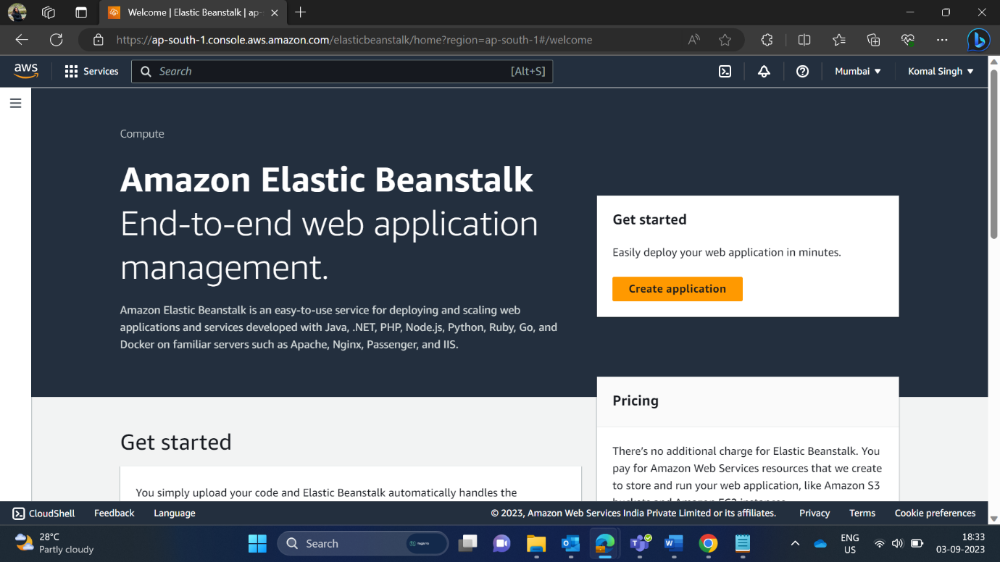 Welcome | Elastic Beanstalk | ap-
https://ap-south-1.console.aws.amazon.com/elasticbeanstalk/home?region=ap-south-1#/welcome
aws
Services
Search
[Alt+S]
Mumbai
Komal Singh
Compute
Amazon Elastic Beanstalk
End-to-end web application
management.
Amazon Elastic Beanstalk is an easy-to-use service for deploying and scaling web
applications and services developed with Java, .NET, PHP, Node.js, Python, Ruby, Go, and
Docker on familiar servers such as Apache, Nginx, Passenger, and IIS.
Get started
Easily deploy your web application in minutes.
Create application
Pricing
There's no additional charge for Elastic Beanstalk. You
pay for Amazon Web Services resources that we create
to store and run your web application, like Amazon S3
buckets and Amazon EC2 instances.
Get started
You simply upload your code and Elastic Beanstalk automatically handles the
CloudShell
Feedback
Language
© 2023, Amazon Web Services India Private Limited or its affiliates.
Privacy
Terms
Cookie preferences
28°C
Partly cloudy
Search
ENG
US
18:33
03-09-2023